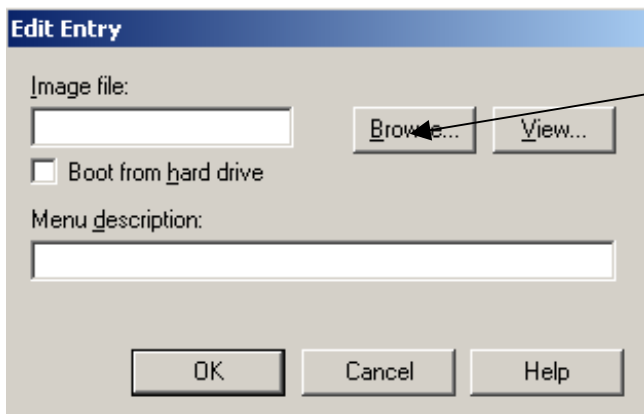 Edit Entry
Image file:
Browse... View...
Boot from hard drive
Menu description:
OK Cancel Help